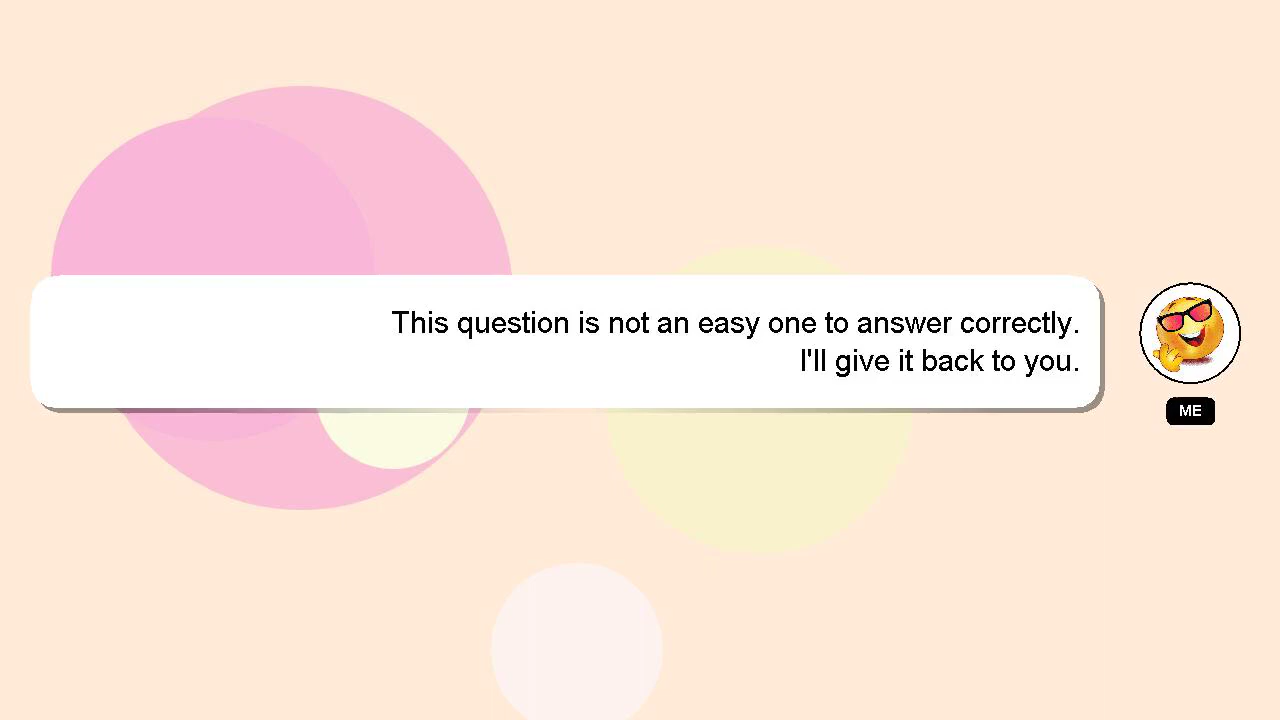 This question is not an easy one to answer correctly.
I'll give it back to you.
ME